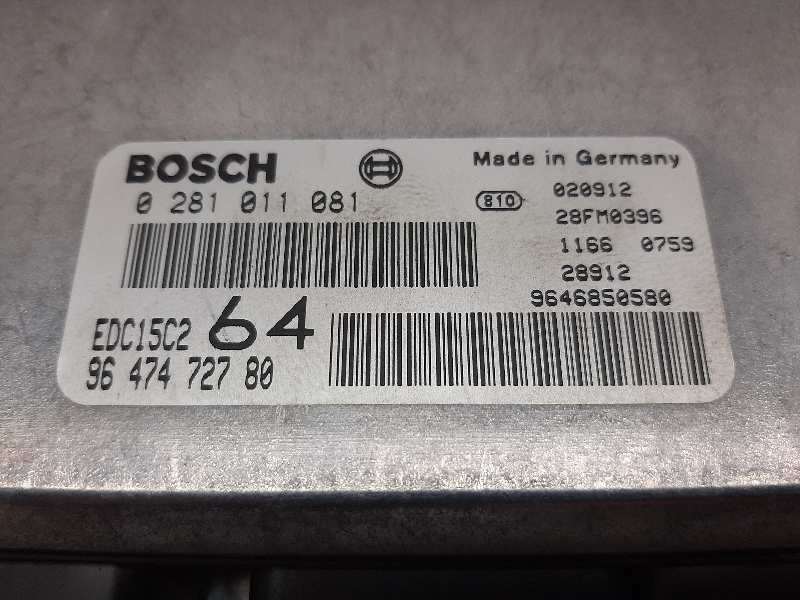 BOSCH
0 281 011 081
EDC15C2 64
96 474 727 80
Made in Germany
810 020912
28FM0396
1166 0759
28912
9646850580